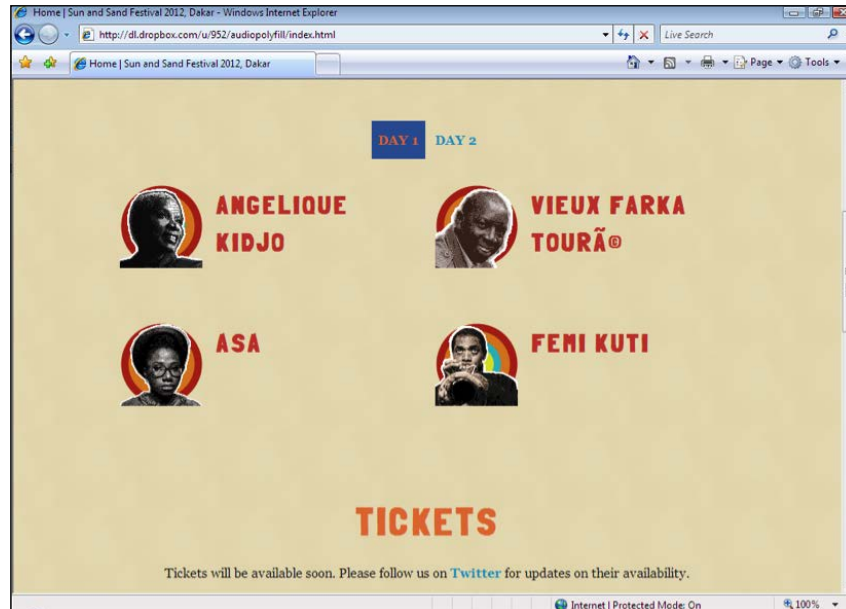 Home | Sun and Sand Festival 2012, Dakar - Windows Internet Explorer
http://dl.dropbox.com/u/952/audiopolyfill/index.html
Live Search
Home | Sun and Sand Festival 2012, Dakar
Page
Tools
DAY 1 DAY 2
ANGELIQUE
KIDJO
VIEUX FARKA
TOURÃ©
ASA
FEMI KUTI
TICKETS
Tickets will be available soon. Please follow us on Twitter for updates on their availability.
Internet | Protected Mode: On
100%